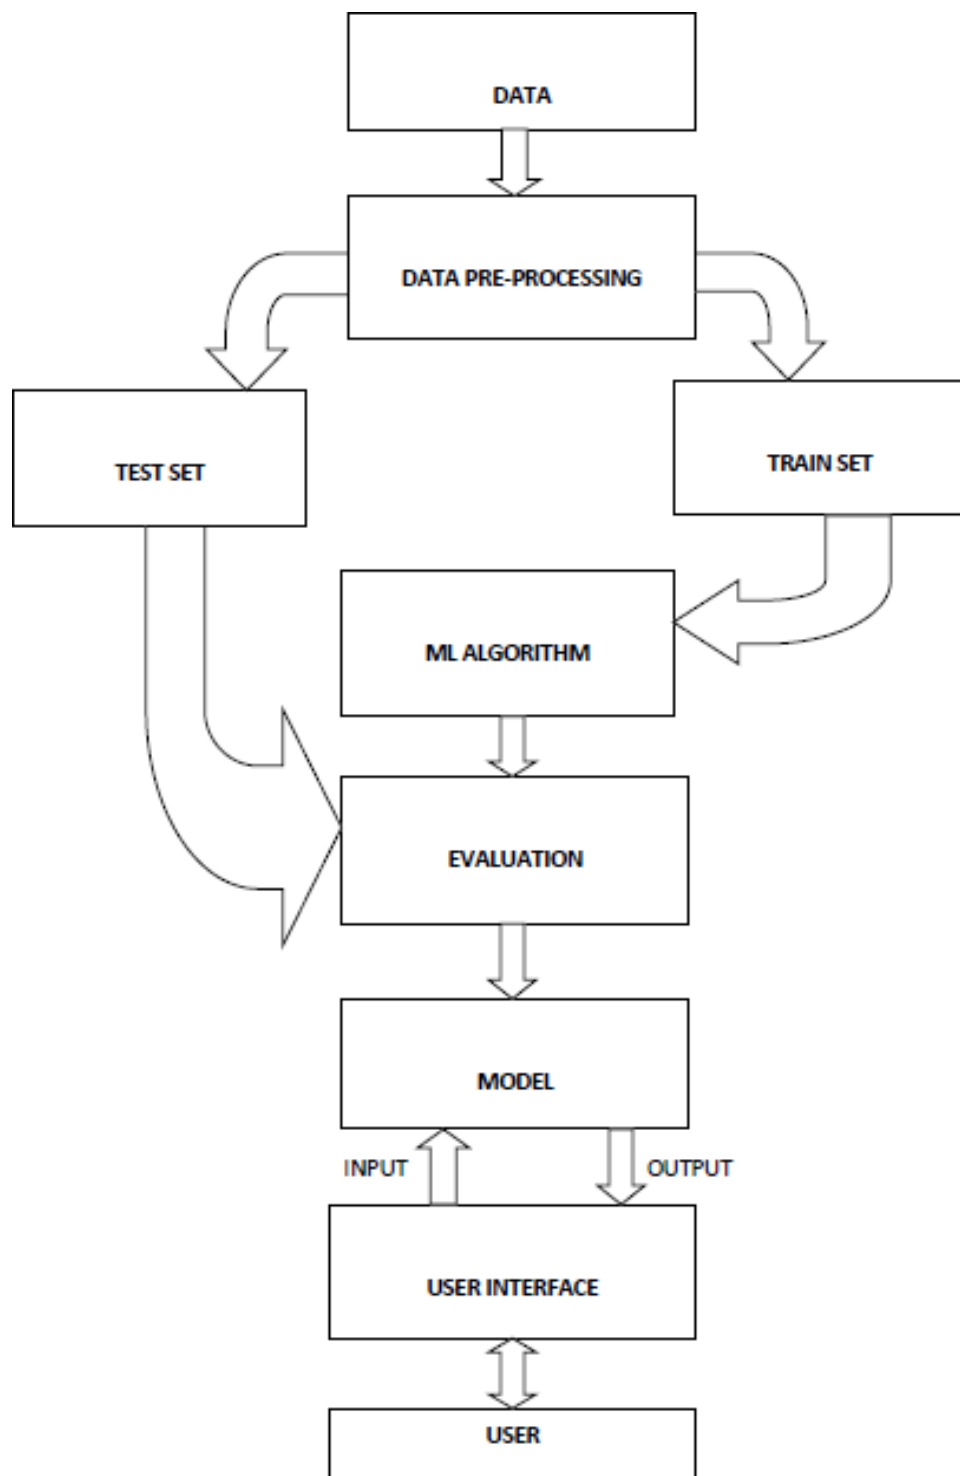 DATA
DATA PRE-PROCESSING
TEST SET
TRAIN SET
ML ALGORITHM
EVALUATION
MODEL
INPUT
OUTPUT
USER INTERFACE
USER